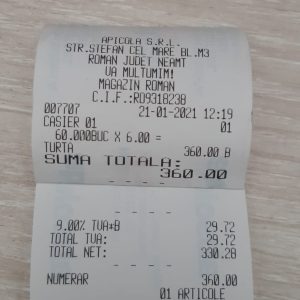 APICOLA S.R.L.
STR.STEFAN CEL MARE BL.M3
ROMAN JUDET NEAMT
VA MULTUMIM!
MAGAZIN ROMAN
C.I.F.:RO9318238
007707 21-01-2021 12:19
CASIER 01 01
60.000BUC X 6.00 =
TURTA 360.00 B
SUMA TOTALA:
360.00
- - - -
- - - -
9.00% TVA*B 29.72
TOTAL TVA: 29.72
TOTAL NET: 330.28
- - - -
NUMERAR 360.00
01 ARTICOLE